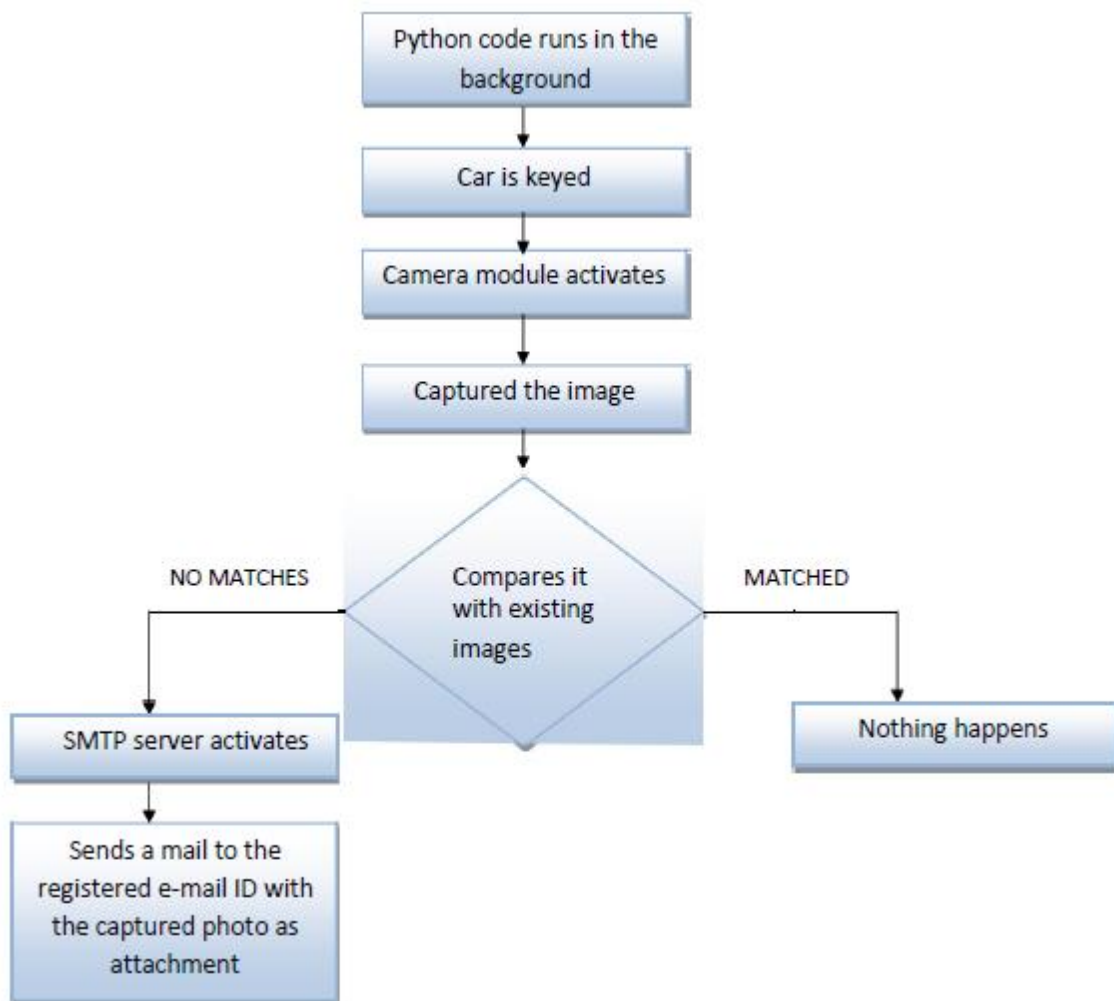 Python code runs in the
background
Car is keyed
Camera module activates
Captured the image
NO MATCHES
MATCHED
Compares it
with existing
images
SMTP server activates
Nothing happens
Sends a mail to the
registered e-mail ID with
the captured photo as
attachment